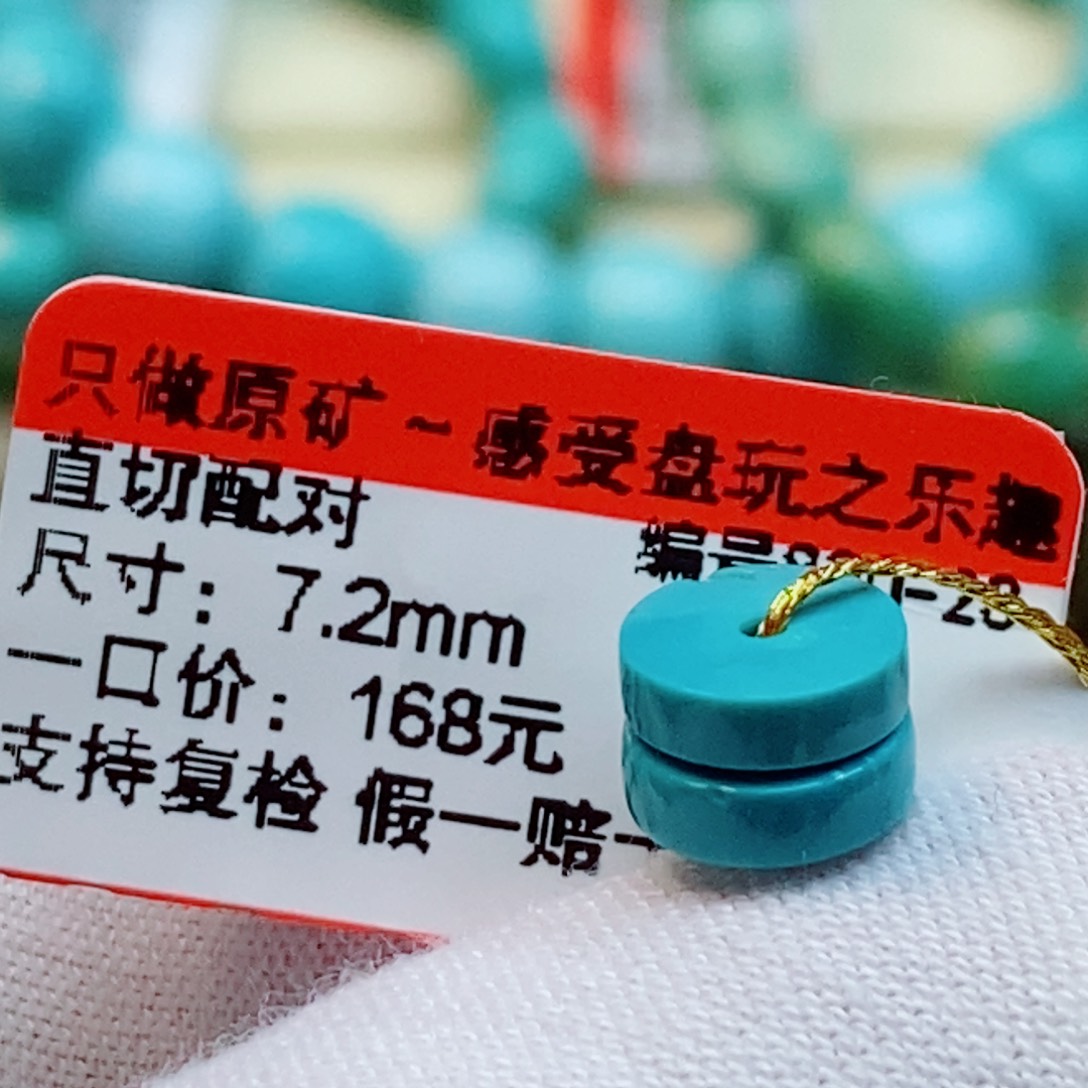 只做原矿~感受盘玩之乐趣
直切配对
编号
尺寸：7.2mm
一口价：168元
支持复检 假一赔